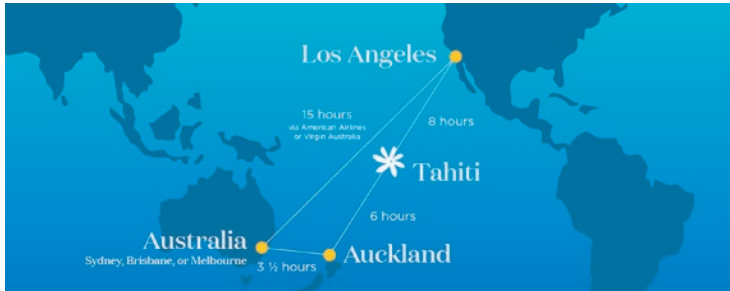 Los Angeles
15 hours
via American Airlines
or Virgin Australia
8 hours
Tahiti
6 hours
Australia
Sydney, Brisbane, or Melbourne
3 ½ hours
Auckland